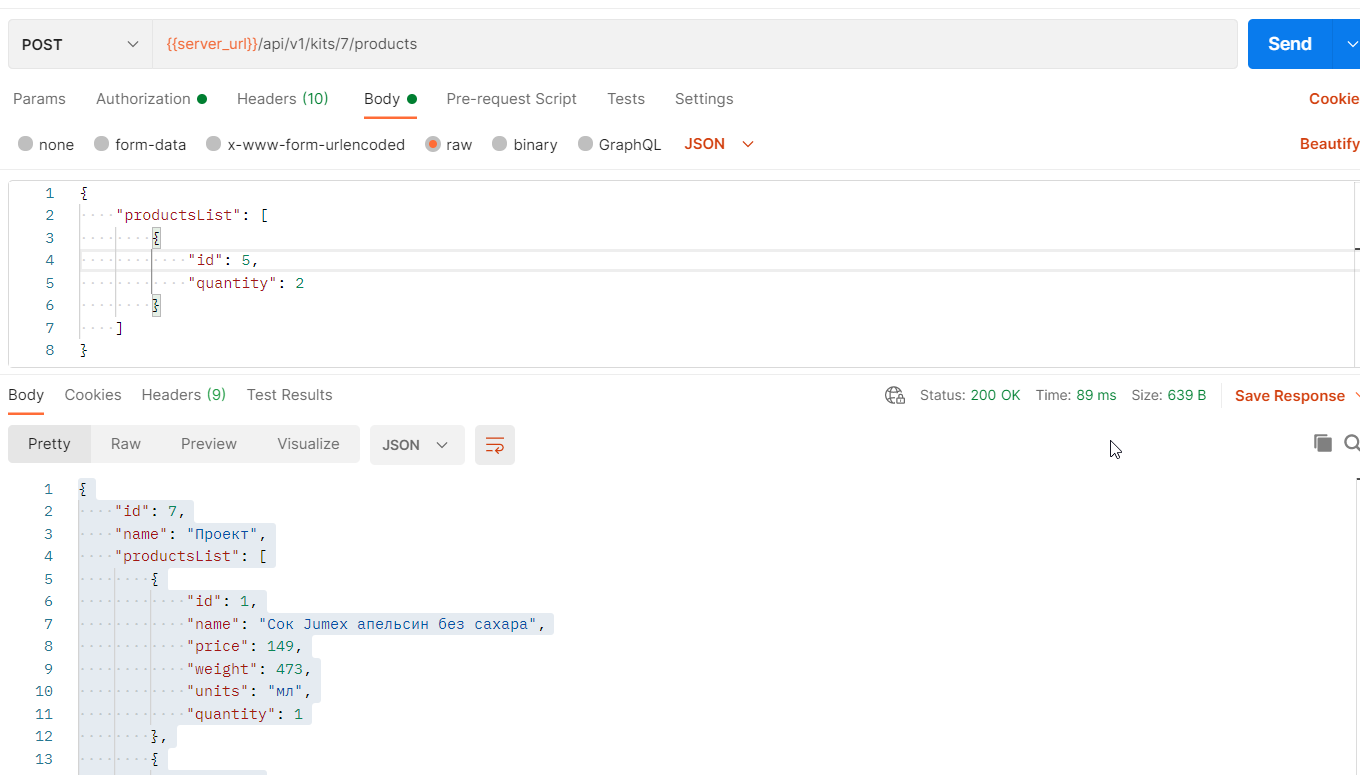 POST {{server_url}}/api/v1/kits/7/products Send
Params Authorization Headers (10) Body Pre-request Script Tests Settings Cookie
none form-data x-www-form-urlencoded raw binary GraphQL JSON Beautify
1 {
2 "productsList": [
3 {
4 "id": 5,
5 "quantity": 2
6 }
7 ]
8 }
Body Cookies Headers (9) Test Results Status: 200 OK Time: 89 ms Size: 639 B Save Response
Pretty Raw Preview Visualize JSON
1 {
2 "id": 7,
3 "name": "Проект",
4 "productsList": [
5 {
6 "id": 1,
7 "name": "Сок Jumex апельсин без сахара",
8 "price": 149,
9 "weight": 473,
10 "units": "мл",
11 "quantity": 1
12 },
13 {